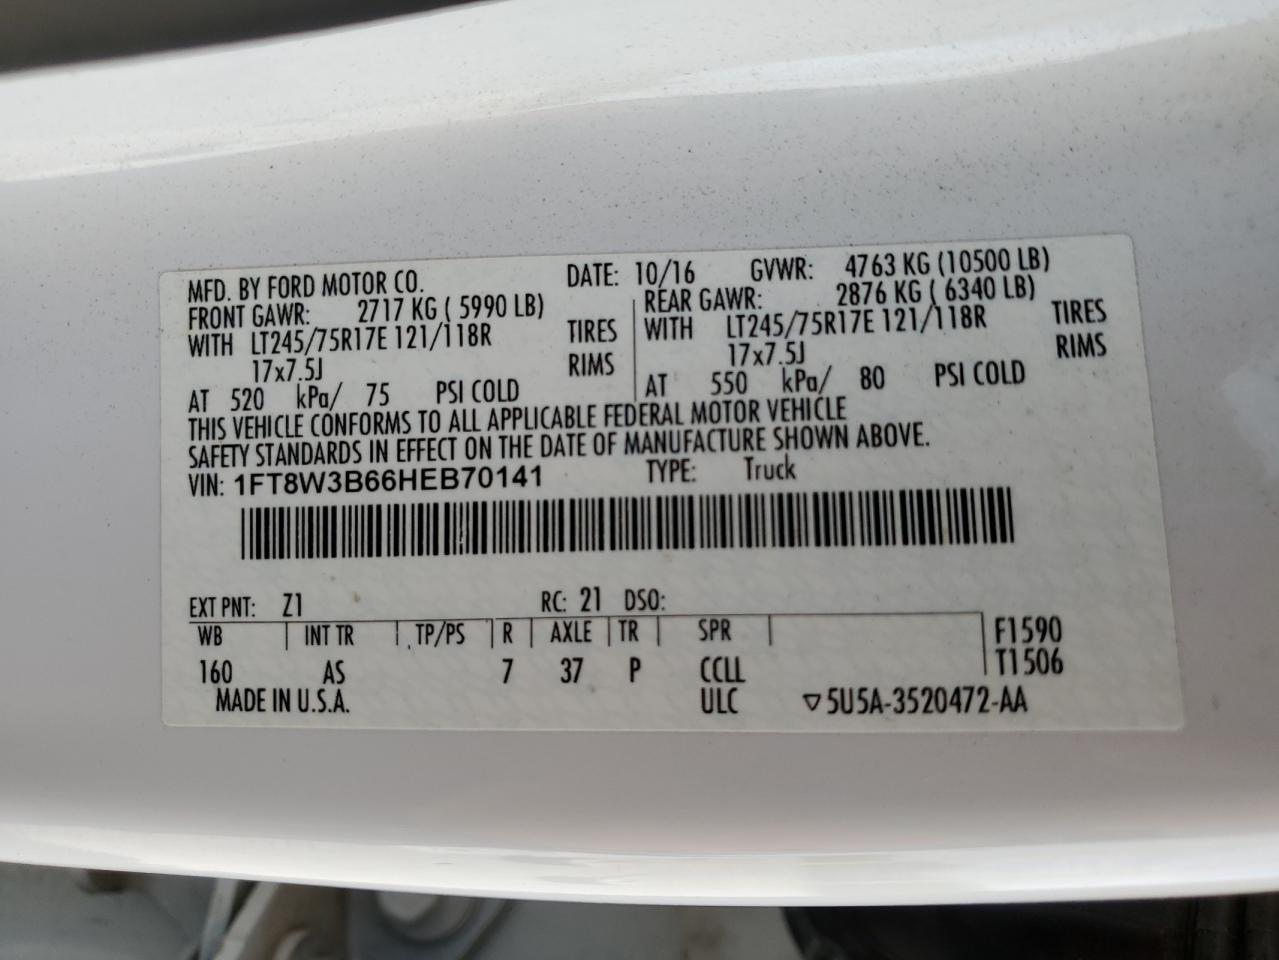 MFD. BY FORD MOTOR CO. DATE: 10/16 GVWR: 4763 KG (10500 LB)
FRONT GAWR: 2717 KG ( 5990 LB) REAR GAWR: 2876 KG ( 6340 LB)
WITH LT245/75R17E 121/118R TIRES WITH LT245/75R17E 121/118R TIRES
17x7.5J RIMS 17x7.5J RIMS
AT 520 kPa/ 75 PSI COLD AT 550 kPa/ 80 PSI COLD
THIS VEHICLE CONFORMS TO ALL APPLICABLE FEDERAL MOTOR VEHICLE
SAFETY STANDARDS IN EFFECT ON THE DATE OF MANUFACTURE SHOWN ABOVE.
VIN: 1FT8W3B66HEB70141 TYPE: Truck
EXT PNT: Z1 RC: 21 DSO:
WB INT TR TP/PS R AXLE TR SPR F1590
160 AS 7 37 P CCLL T1506
MADE IN U.S.A. ULC ▽5U5A-3520472-AA